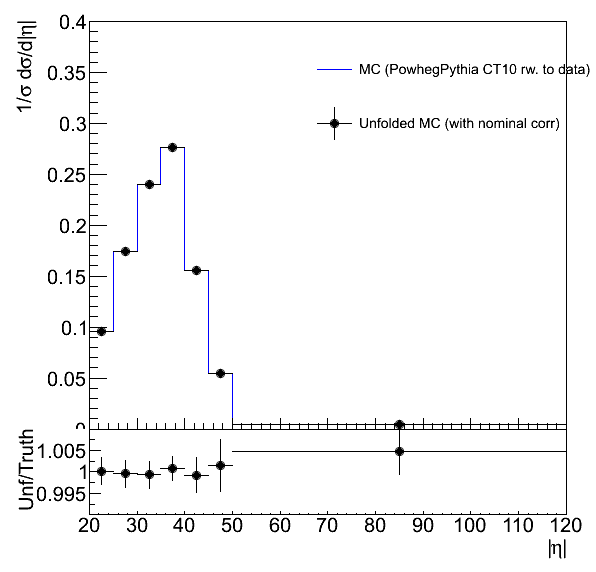 1/σ dσ/d|η|
0.4
0.35
0.3
0.25
0.2
0.15
0.1
0.05
0
MC (PowhegPythia CT10 rw. to data)
Unfolded MC (with nominal corr)
Unf/Truth
1.005
1
0.995
20 30 40 50 60 70 80 90 100 110 120
|η|